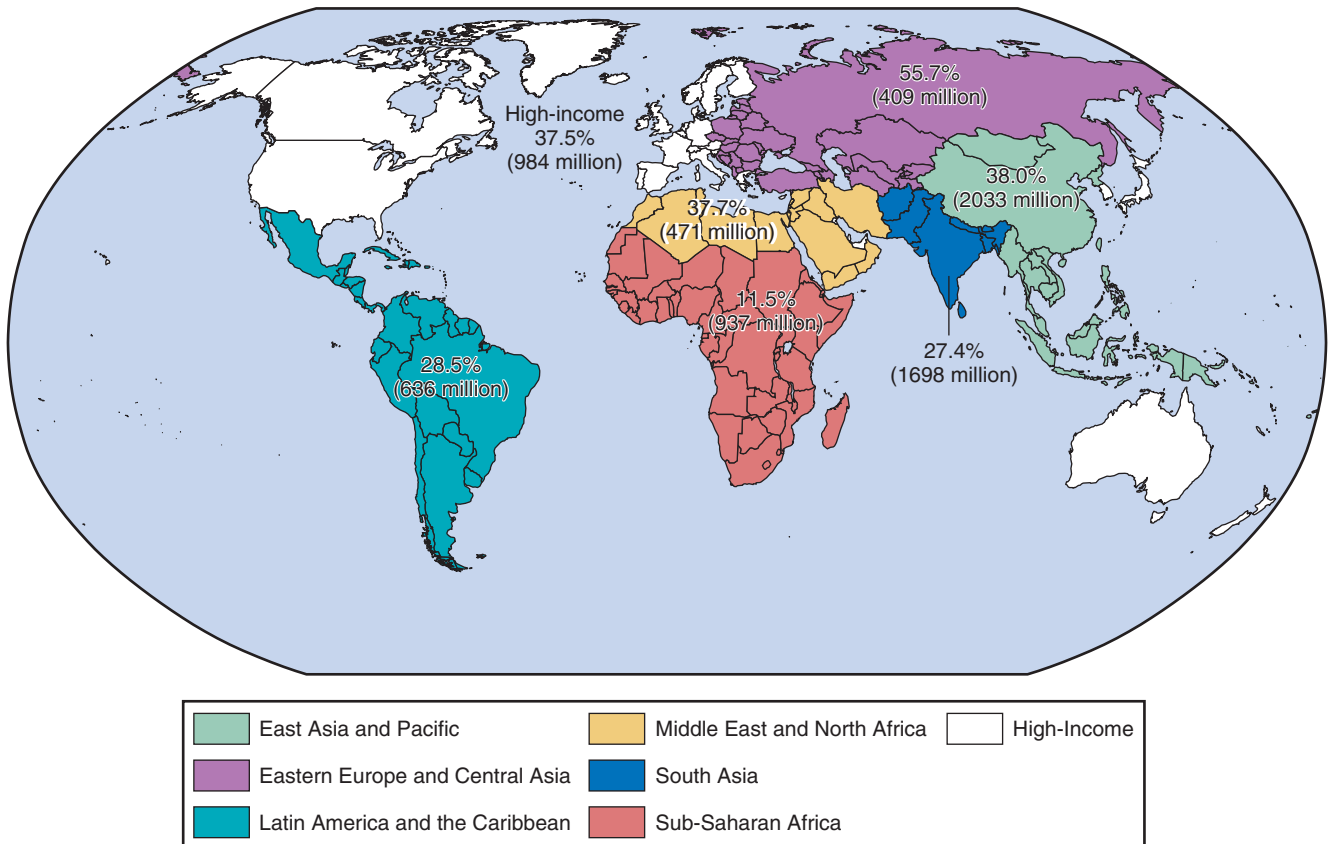 55.7%
(409 million)
High-income
37.5%
(984 million)
38.0%
(2033 million)
37.7%
(471 million)
11.5%
(937 million)
27.4%
(1698 million)
28.5%
(636 million)
East Asia and Pacific
Middle East and North Africa
High-Income
Eastern Europe and Central Asia
South Asia
Latin America and the Caribbean
Sub-Saharan Africa